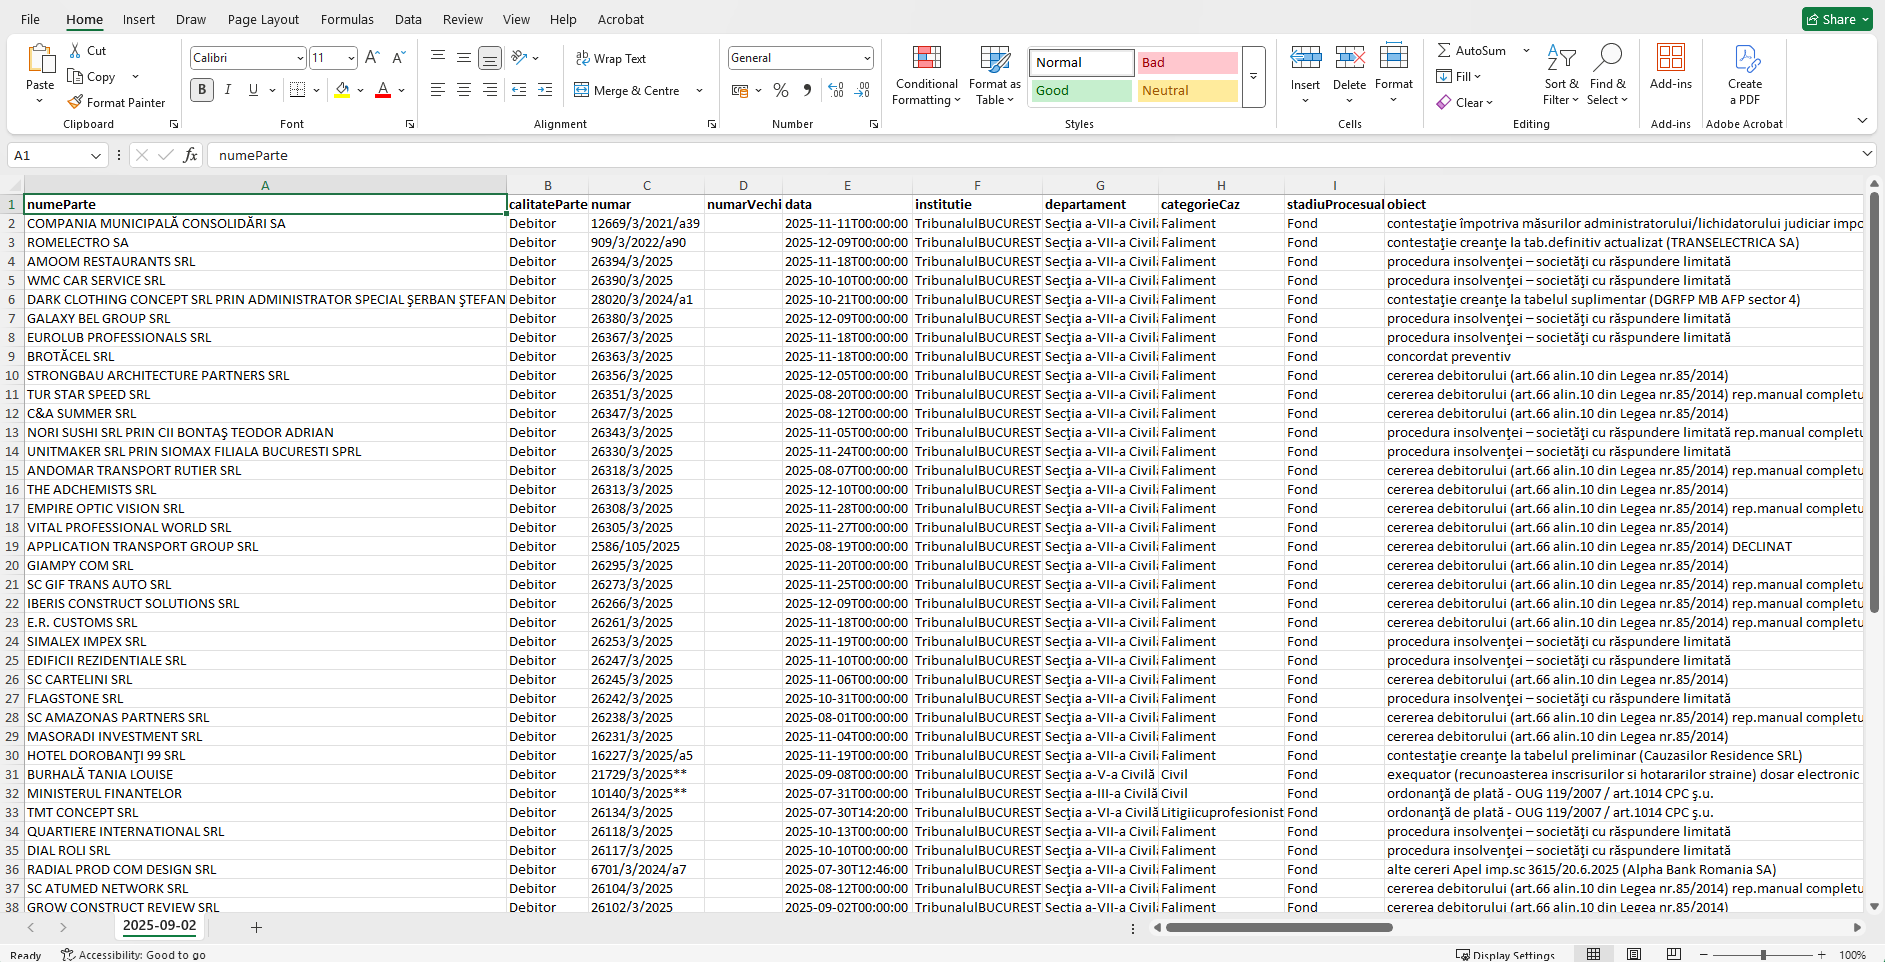 File Home Insert Draw Page Layout Formulas Data Review View Help Acrobat Share
Cut Calibri 11 A^ A˅ Wrap Text General Conditional Formatting Format as Table Normal Bad Insert Delete Format AutoSum Sort & Filter Find & Select Add-ins Create a PDF
Paste Copy B I U A Merge & Centre % Good Neutral Fill
Format Painter Clear
Clipboard Font Alignment Number Styles Cells Editing Add-ins Adobe Acrobat
A1 fx numeParte
A B C D E F G H I
1 numeParte calitateParte numar numarVechi data institutie departament categorieCaz stadiuProcesual obiect
2 COMPANIA MUNICIPALĂ CONSOLIDĂRI SA Debitor 12669/3/2021/a39 2025-11-11T00:00:00 TribunalulBUCUREST Secţia a-VII-a Civilă Faliment Fond contestaţie împotriva măsurilor administratorului/lichidatorului judiciar impo
3 ROMELECTRO SA Debitor 909/3/2022/a90 2025-12-09T00:00:00 TribunalulBUCUREST Secţia a-VII-a Civilă Faliment Fond contestaţie creanţe la tab.definitiv actualizat (TRANSELECTRICA SA)
4 AMOOM RESTAURANTS SRL Debitor 26394/3/2025 2025-11-18T00:00:00 TribunalulBUCUREST Secţia a-VII-a Civilă Faliment Fond procedura insolvenţei – societăţi cu răspundere limitată
5 WMC CAR SERVICE SRL Debitor 26390/3/2025 2025-10-10T00:00:00 TribunalulBUCUREST Secţia a-VII-a Civilă Faliment Fond procedura insolvenţei – societăţi cu răspundere limitată
6 DARK CLOTHING CONCEPT SRL PRIN ADMINISTRATOR SPECIAL ŞERBAN ŞTEFAN Debitor 28020/3/2024/a1 2025-10-21T00:00:00 TribunalulBUCUREST Secţia a-VII-a Civilă Faliment Fond contestaţie creanţe la tabelul suplimentar (DGRFP MB AFP sector 4)
7 GALAXY BEL GROUP SRL Debitor 26380/3/2025 2025-12-09T00:00:00 TribunalulBUCUREST Secţia a-VII-a Civilă Faliment Fond procedura insolvenţei – societăţi cu răspundere limitată
8 EUROLUB PROFESSIONALS SRL Debitor 26367/3/2025 2025-11-18T00:00:00 TribunalulBUCUREST Secţia a-VII-a Civilă Faliment Fond procedura insolvenţei – societăţi cu răspundere limitată
9 BROTĂCEL SRL Debitor 26363/3/2025 2025-11-18T00:00:00 TribunalulBUCUREST Secţia a-VII-a Civilă Faliment Fond concordat preventiv
10 STRONGBAU ARCHITECTURE PARTNERS SRL Debitor 26356/3/2025 2025-12-05T00:00:00 TribunalulBUCUREST Secţia a-VII-a Civilă Faliment Fond cererea debitorului (art.66 alin.10 din Legea nr.85/2014)
11 TUR STAR SPEED SRL Debitor 26351/3/2025 2025-08-20T00:00:00 TribunalulBUCUREST Secţia a-VII-a Civilă Faliment Fond cererea debitorului (art.66 alin.10 din Legea nr.85/2014) rep.manual completu
12 C&A SUMMER SRL Debitor 26347/3/2025 2025-08-12T00:00:00 TribunalulBUCUREST Secţia a-VII-a Civilă Faliment Fond cererea debitorului (art.66 alin.10 din Legea nr.85/2014)
13 NORI SUSHI SRL PRIN CII BONTAŞ TEODOR ADRIAN Debitor 26343/3/2025 2025-11-05T00:00:00 TribunalulBUCUREST Secţia a-VII-a Civilă Faliment Fond procedura insolvenţei – societăţi cu răspundere limitată rep.manual completu
14 UNITMAKER SRL PRIN SIOMAX FILIALA BUCURESTI SPRL Debitor 26330/3/2025 2025-11-24T00:00:00 TribunalulBUCUREST Secţia a-VII-a Civilă Faliment Fond procedura insolvenţei – societăţi cu răspundere limitată
15 ANDOMAR TRANSPORT RUTIER SRL Debitor 26318/3/2025 2025-08-07T00:00:00 TribunalulBUCUREST Secţia a-VII-a Civilă Faliment Fond cererea debitorului (art.66 alin.10 din Legea nr.85/2014) rep.manual completu
16 THE ADCHEMISTS SRL Debitor 26313/3/2025 2025-12-10T00:00:00 TribunalulBUCUREST Secţia a-VII-a Civilă Faliment Fond cererea debitorului (art.66 alin.10 din Legea nr.85/2014)
17 EMPIRE OPTIC VISION SRL Debitor 26308/3/2025 2025-11-28T00:00:00 TribunalulBUCUREST Secţia a-VII-a Civilă Faliment Fond cererea debitorului (art.66 alin.10 din Legea nr.85/2014) rep.manual completu
18 VITAL PROFESSIONAL WORLD SRL Debitor 26305/3/2025 2025-11-27T00:00:00 TribunalulBUCUREST Secţia a-VII-a Civilă Faliment Fond cererea debitorului (art.66 alin.10 din Legea nr.85/2014)
19 APPLICATION TRANSPORT GROUP SRL Debitor 2586/105/2025 2025-08-19T00:00:00 TribunalulBUCUREST Secţia a-VII-a Civilă Faliment Fond cererea debitorului (art.66 alin.10 din Legea nr.85/2014) DECLINAT
20 GIAMPY COM SRL Debitor 26295/3/2025 2025-11-20T00:00:00 TribunalulBUCUREST Secţia a-VII-a Civilă Faliment Fond cererea debitorului (art.66 alin.10 din Legea nr.85/2014)
21 SC GIF TRANS AUTO SRL Debitor 26273/3/2025 2025-11-25T00:00:00 TribunalulBUCUREST Secţia a-VII-a Civilă Faliment Fond cererea debitorului (art.66 alin.10 din Legea nr.85/2014) rep.manual completu
22 IBERIS CONSTRUCT SOLUTIONS SRL Debitor 26266/3/2025 2025-12-09T00:00:00 TribunalulBUCUREST Secţia a-VII-a Civilă Faliment Fond cererea debitorului (art.66 alin.10 din Legea nr.85/2014) rep.manual completu
23 E.R. CUSTOMS SRL Debitor 26261/3/2025 2025-11-18T00:00:00 TribunalulBUCUREST Secţia a-VII-a Civilă Faliment Fond cererea debitorului (art.66 alin.10 din Legea nr.85/2014) rep.manual completu
24 SIMALEX IMPEX SRL Debitor 26253/3/2025 2025-11-19T00:00:00 TribunalulBUCUREST Secţia a-VII-a Civilă Faliment Fond procedura insolvenţei – societăţi cu răspundere limitată
25 EDIFICII REZIDENTIALE SRL Debitor 26247/3/2025 2025-11-10T00:00:00 TribunalulBUCUREST Secţia a-VII-a Civilă Faliment Fond procedura insolvenţei – societăţi cu răspundere limitată
26 SC CARTELINI SRL Debitor 26245/3/2025 2025-11-06T00:00:00 TribunalulBUCUREST Secţia a-VII-a Civilă Faliment Fond cererea debitorului (art.66 alin.10 din Legea nr.85/2014)
27 FLAGSTONE SRL Debitor 26242/3/2025 2025-10-31T00:00:00 TribunalulBUCUREST Secţia a-VII-a Civilă Faliment Fond procedura insolvenţei – societăţi cu răspundere limitată
28 SC AMAZONAS PARTNERS SRL Debitor 26238/3/2025 2025-08-01T00:00:00 TribunalulBUCUREST Secţia a-VII-a Civilă Faliment Fond cererea debitorului (art.66 alin.10 din Legea nr.85/2014) rep.manual completu
29 MASORADI INVESTMENT SRL Debitor 26231/3/2025 2025-11-04T00:00:00 TribunalulBUCUREST Secţia a-VII-a Civilă Faliment Fond cererea debitorului (art.66 alin.10 din Legea nr.85/2014)
30 HOTEL DOROBANŢI 99 SRL Debitor 16227/3/2025/a5 2025-11-19T00:00:00 TribunalulBUCUREST Secţia a-VII-a Civilă Faliment Fond contestaţie creanţe la tabelul preliminar (Cauzasilor Residence SRL)
31 BURHALĂ TANIA LOUISE Debitor 21729/3/2025** 2025-09-08T00:00:00 TribunalulBUCUREST Secţia a-V-a Civilă Civil Fond exequator (recunoasterea inscrisurilor si hotararilor straine) dosar electronic
32 MINISTERUL FINANTELOR Debitor 10140/3/2025** 2025-07-31T00:00:00 TribunalulBUCUREST Secţia a-III-a Civilă Civil Fond ordonanţă de plată - OUG 119/2007 / art.1014 CPC ş.u.
33 TMT CONCEPT SRL Debitor 26134/3/2025 2025-07-30T14:20:00 TribunalulBUCUREST Secţia a-VI-a Civilă Litigiicuprofesionist Fond ordonanţă de plată - OUG 119/2007 / art.1014 CPC ş.u.
34 QUARTIERE INTERNATIONAL SRL Debitor 26118/3/2025 2025-10-13T00:00:00 TribunalulBUCUREST Secţia a-VII-a Civilă Faliment Fond procedura insolvenţei – societăţi cu răspundere limitată
35 DIAL ROLI SRL Debitor 26117/3/2025 2025-10-10T00:00:00 TribunalulBUCUREST Secţia a-VII-a Civilă Faliment Fond procedura insolvenţei – societăţi cu răspundere limitată
36 RADIAL PROD COM DESIGN SRL Debitor 6701/3/2024/a7 2025-07-30T12:46:00 TribunalulBUCUREST Secţia a-VII-a Civilă Faliment Fond alte cereri Apel imp.sc 3615/20.6.2025 (Alpha Bank Romania SA)
37 SC ATUMED NETWORK SRL Debitor 26104/3/2025 2025-08-12T00:00:00 TribunalulBUCUREST Secţia a-VII-a Civilă Faliment Fond cererea debitorului (art.66 alin.10 din Legea nr.85/2014) rep.manual completu
38 GROW CONSTRUCT REVIEW SRL Debitor 26102/3/2025 2025-09-02T00:00:00 TribunalulBUCUREST Secţia a-VII-a Civilă Faliment Fond cererea debitorului (art.66 alin.10 din Legea nr.85/2014)
2025-09-02
Ready Accessibility: Good to go Display Settings 100%